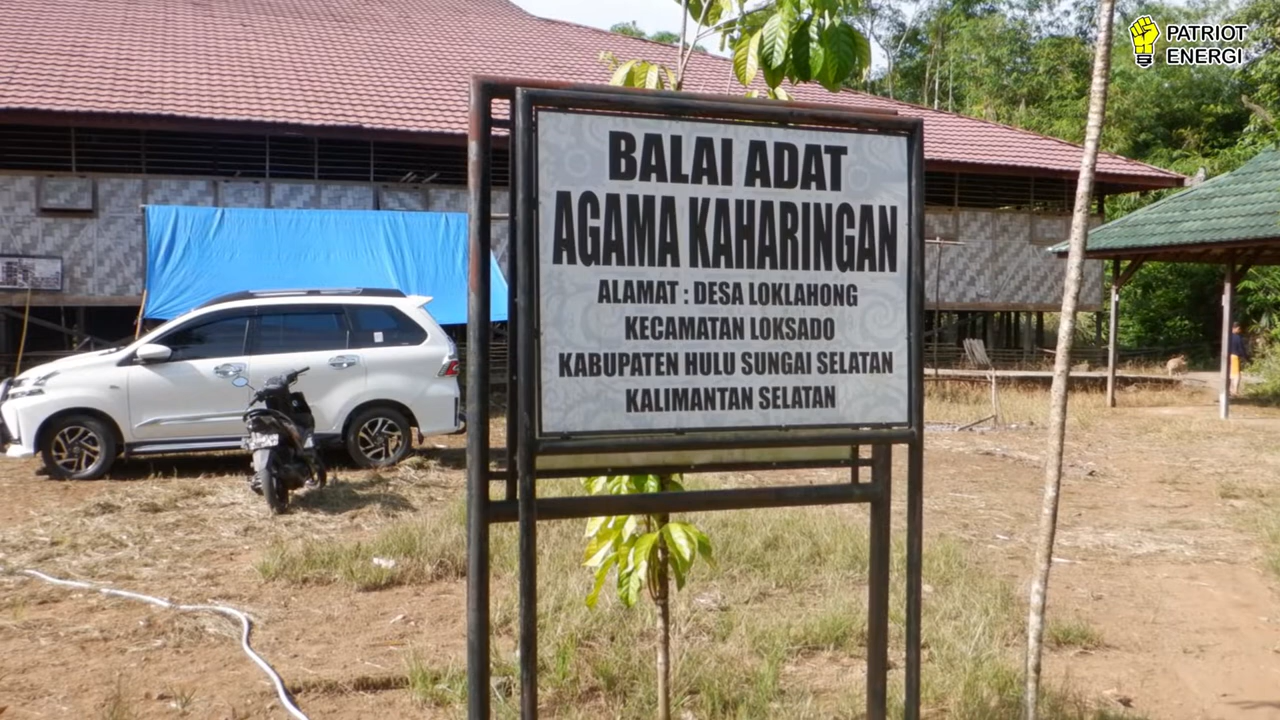 PATRIOT
ENERGI
BALAI ADAT
AGAMA KAHARINGAN
ALAMAT : DESA LOKLAHONG
KECAMATAN LOKSADO
KABUPATEN HULU SUNGAI SELATAN
KALIMANTAN SELATAN